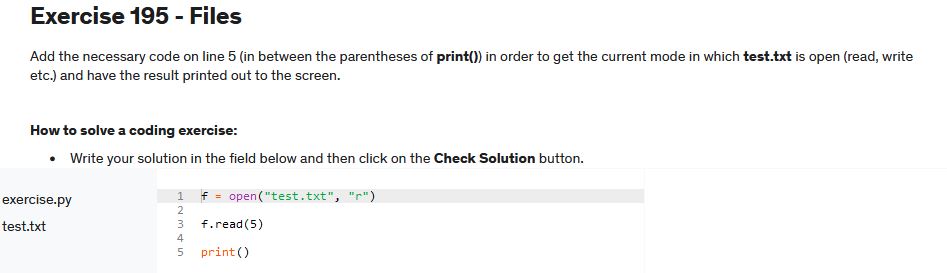 Exercise 195 - Files
Add the necessary code on line 5 (in between the parentheses of print()) in order to get the current mode in which test.txt is open (read, write
etc.) and have the result printed out to the screen.
How to solve a coding exercise:
• Write your solution in the field below and then click on the Check Solution button.
exercise.py
test.txt
1 f = open("test.txt", "r")
2
3 f.read(5)
4
5 print()